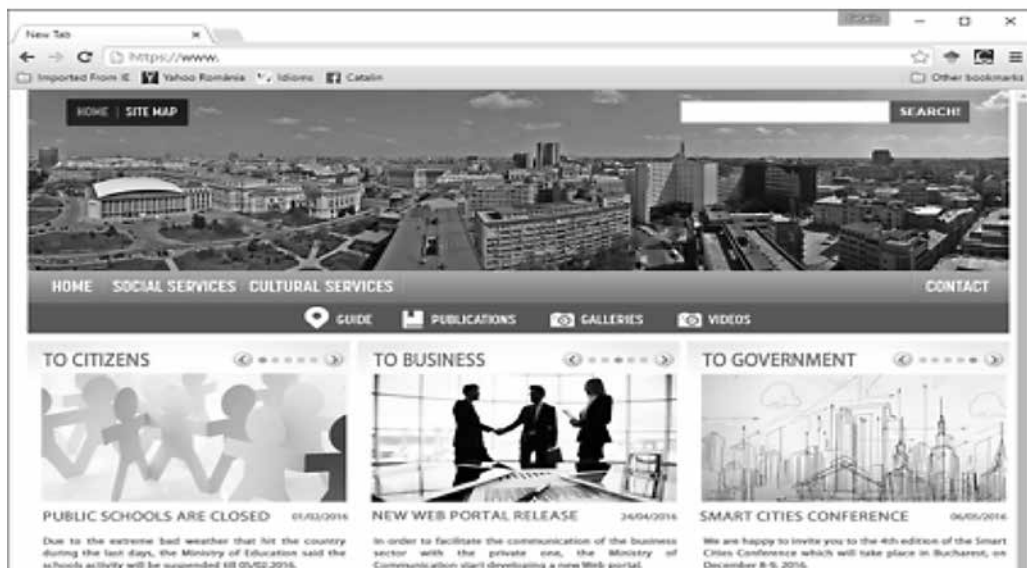 New Tab
https://www.
Imported From IE Yahoo România Idioms Catalin Other bookmarks
HOME | SITE MAP SEARCH!
HOME SOCIAL SERVICES CULTURAL SERVICES CONTACT
GUIDE PUBLICATIONS GALLERIES VIDEOS
TO CITIZENS
PUBLIC SCHOOLS ARE CLOSED 01/02/2016
Due to the extreme bad weather that hit the country
during the last days, the Ministry of Education said the
schools activity will be suspended till 05/02/2016.
TO BUSINESS
NEW WEB PORTAL RELEASE 24/04/2016
In order to facilitate the communication of the business
sector with the private one, the Ministry of
Communication start developing a new Web portal.
TO GOVERNMENT
SMART CITIES CONFERENCE 06/05/2016
We are happy to invite you to the 4th edition of the Smart
Cities Conference which will take place in Bucharest, on
December 8-9, 2016.